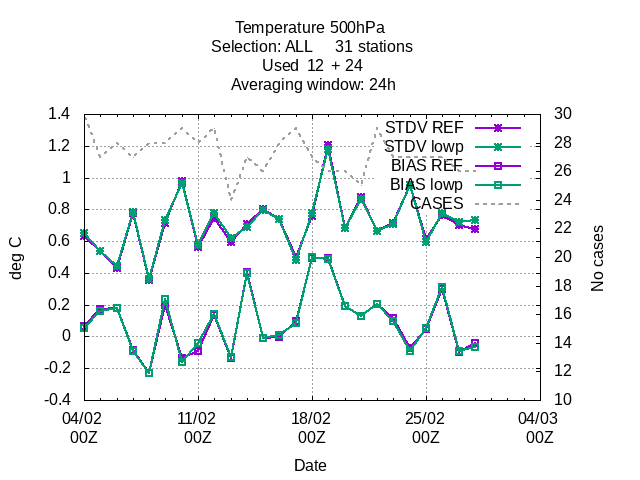 Temperature 500hPa
Selection: ALL 31 stations
Used 12 + 24
Averaging window: 24h
STDV REF
STDV lowp
BIAS REF
BIAS lowp
CASES
deg C
No cases
1.4
1.2
1
0.8
0.6
0.4
0.2
0
-0.2
-0.4
30
28
26
24
22
20
18
16
14
12
10
04/02 11/02 18/02 25/02 04/03
00Z 00Z 00Z 00Z 00Z
Date